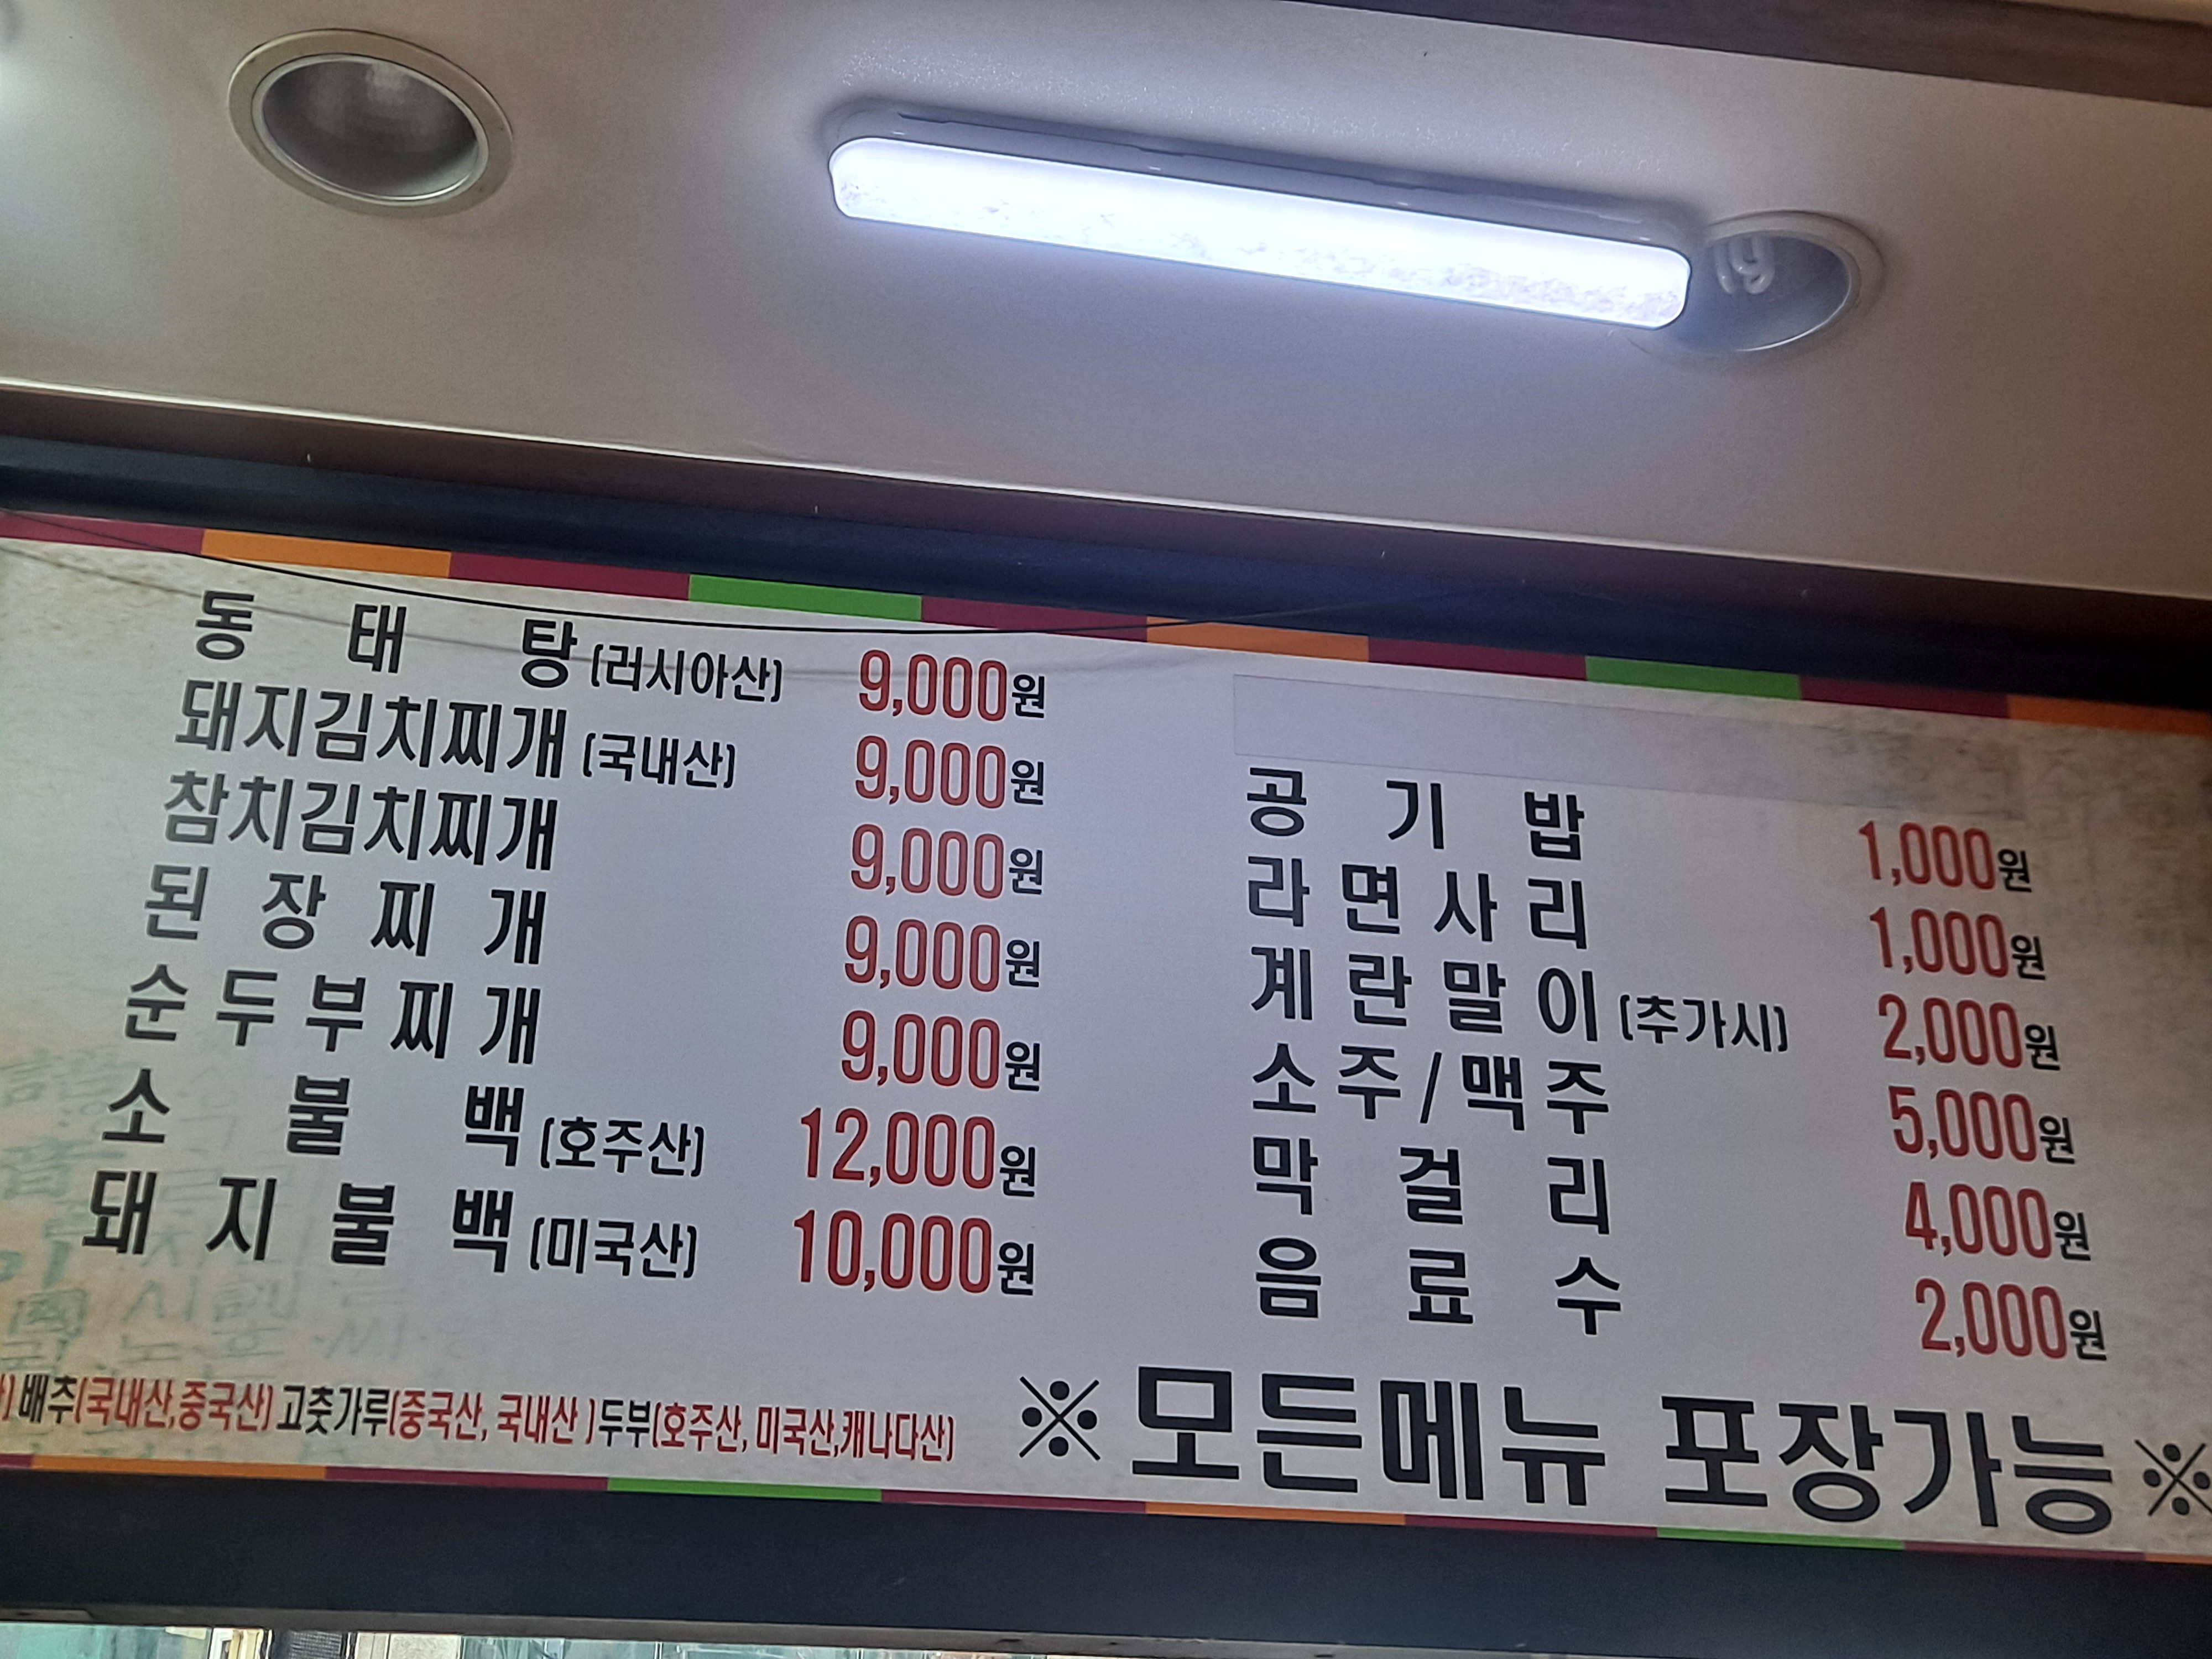 동태탕(러시아산) 9,000원
돼지김치찌개(국내산) 9,000원
참치김치찌개 9,000원
된장찌개 9,000원
순두부찌개 9,000원
소불백(호주산) 12,000원
돼지불백(미국산) 10,000원
공기밥 1,000원
라면사리 1,000원
계란말이(추가시) 2,000원
소주/맥주 5,000원
막걸리 4,000원
음료수 2,000원
배추(국내산,중국산) 고춧가루(중국산, 국내산 )두부(호주산, 미국산,캐나다산)
※모든메뉴 포장가능※